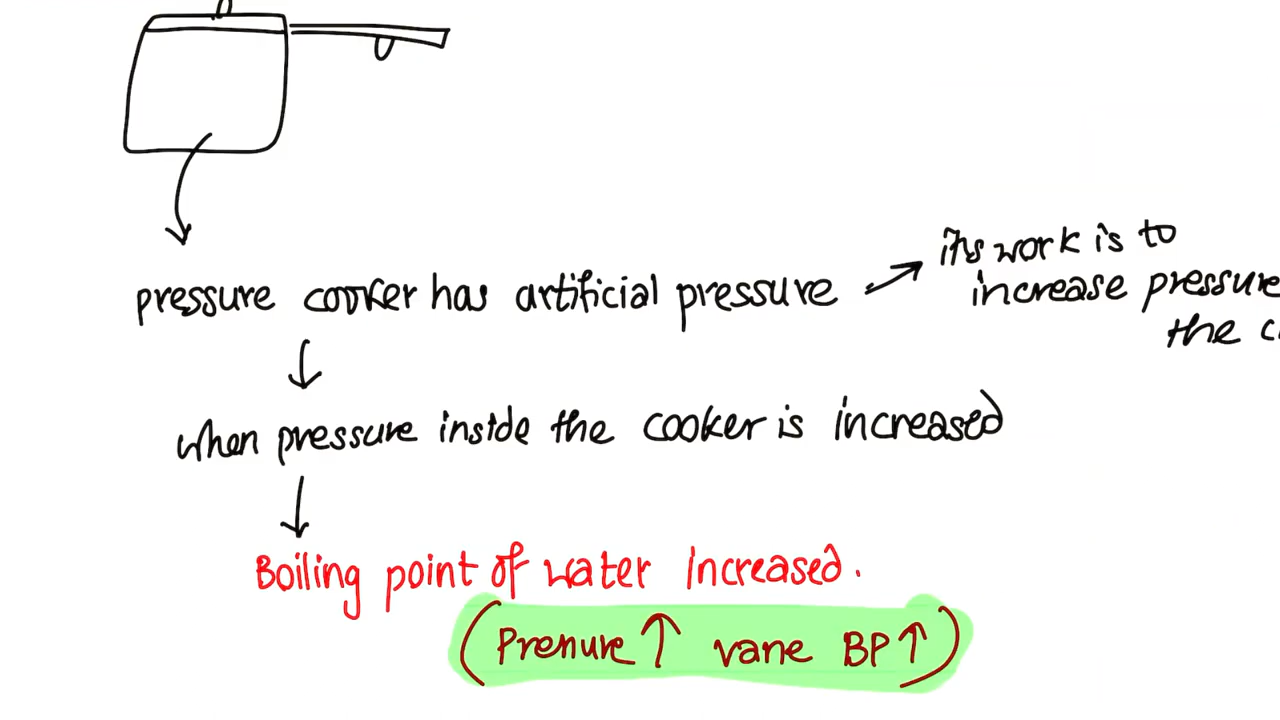 its work is to
increase pressure
the
pressure cooker has artificial pressure
when pressure inside the cooker is increased
Boiling point of water increased.
(Pressure ↑ vane BP ↑)